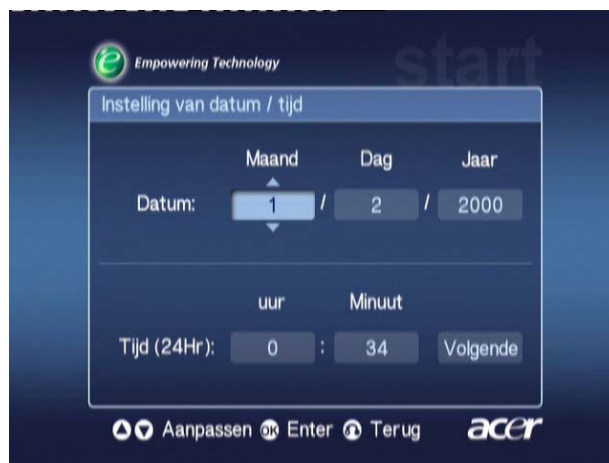 Empowering Technology
start
Instelling van datum / tijd
Maand Dag Jaar
Datum: 1 / 2 / 2000
uur Minuut
Tijd (24Hr): 0 : 34 Volgende
Aanpassen OK Enter Terug
acer